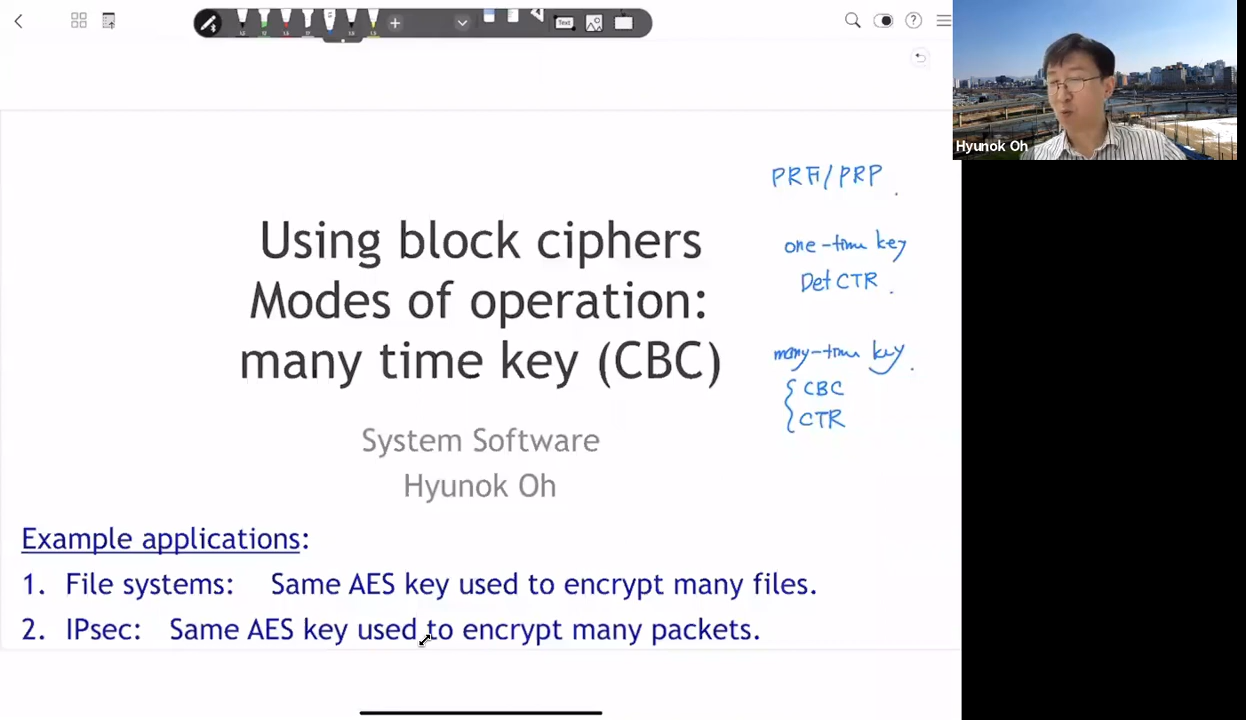 Text
Hyunok Oh
PRF/PRP
Using block ciphers
one-time key
Modes of operation:
Det CTR
many time key (CBC)
many-time key
CBC
CTR
System Software
Hyunok Oh
Example applications:
1. File systems: Same AES key used to encrypt many files.
2. IPsec: Same AES key used to encrypt many packets.